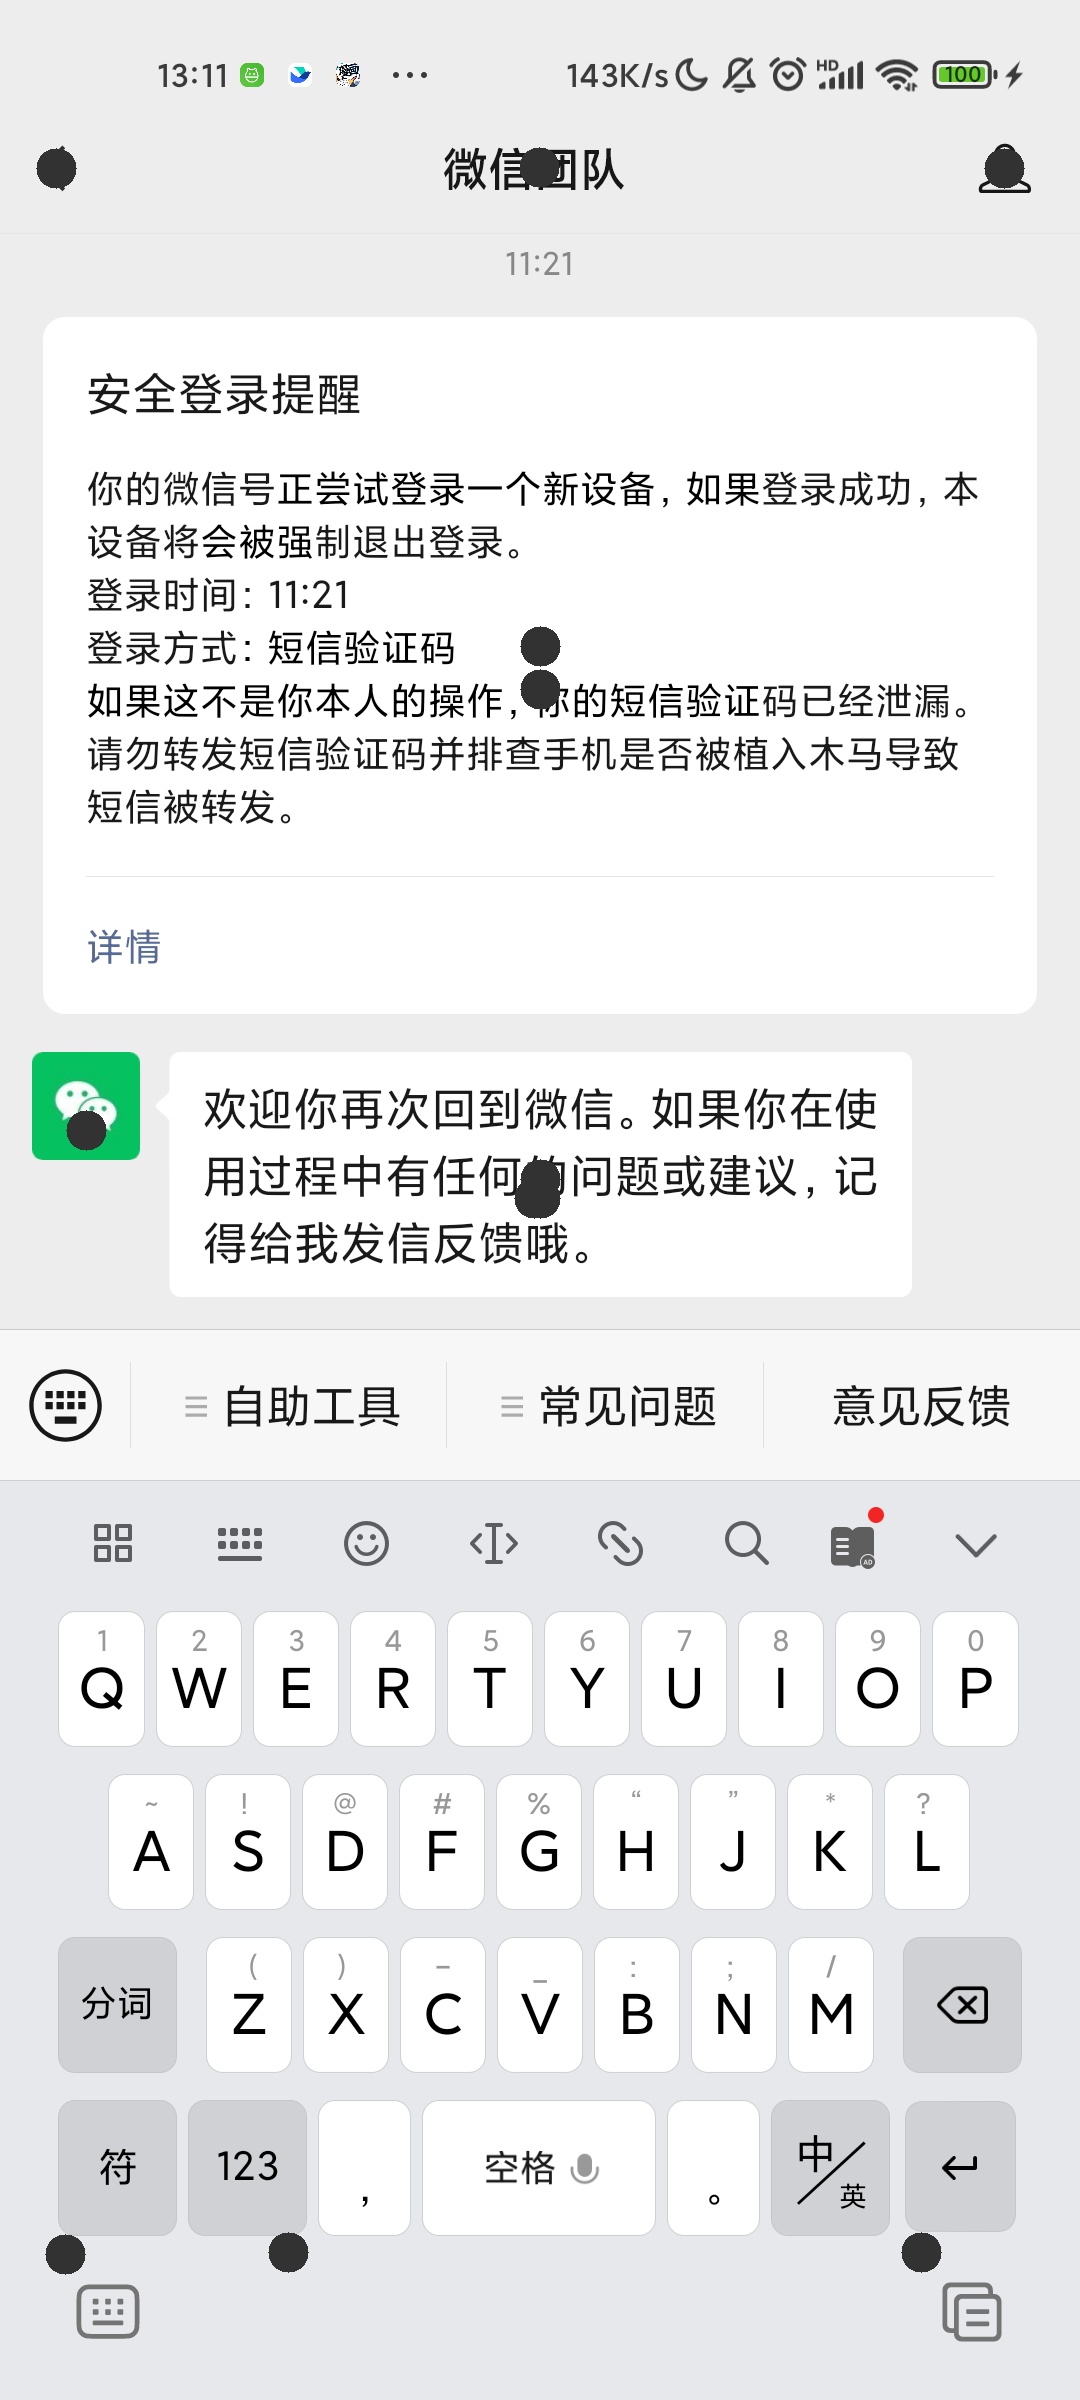 13:11
143K/s
HD
100
微信团队
11:21
安全登录提醒
你的微信号正尝试登录一个新设备，如果登录成功，本
设备将会被强制退出登录。
登录时间：11:21
登录方式：短信验证码
如果这不是你本人的操作，你的短信验证码已经泄漏。
请勿转发短信验证码并排查手机是否被植入木马导致
短信被转发。
详情
欢迎你再次回到微信。如果你在使
用过程中有任何的问题或建议，记
得给我发信反馈哦。
自助工具 常见问题 意见反馈
AD
1 2 3 4 5 6 7 8 9 0
Q W E R T Y U I O P
~ ! @ # % “ ” * ?
A S D F G H J K L
( ) - _ : ; /
分词 Z X C V B N M
符 123 ， 空格 。 中/英